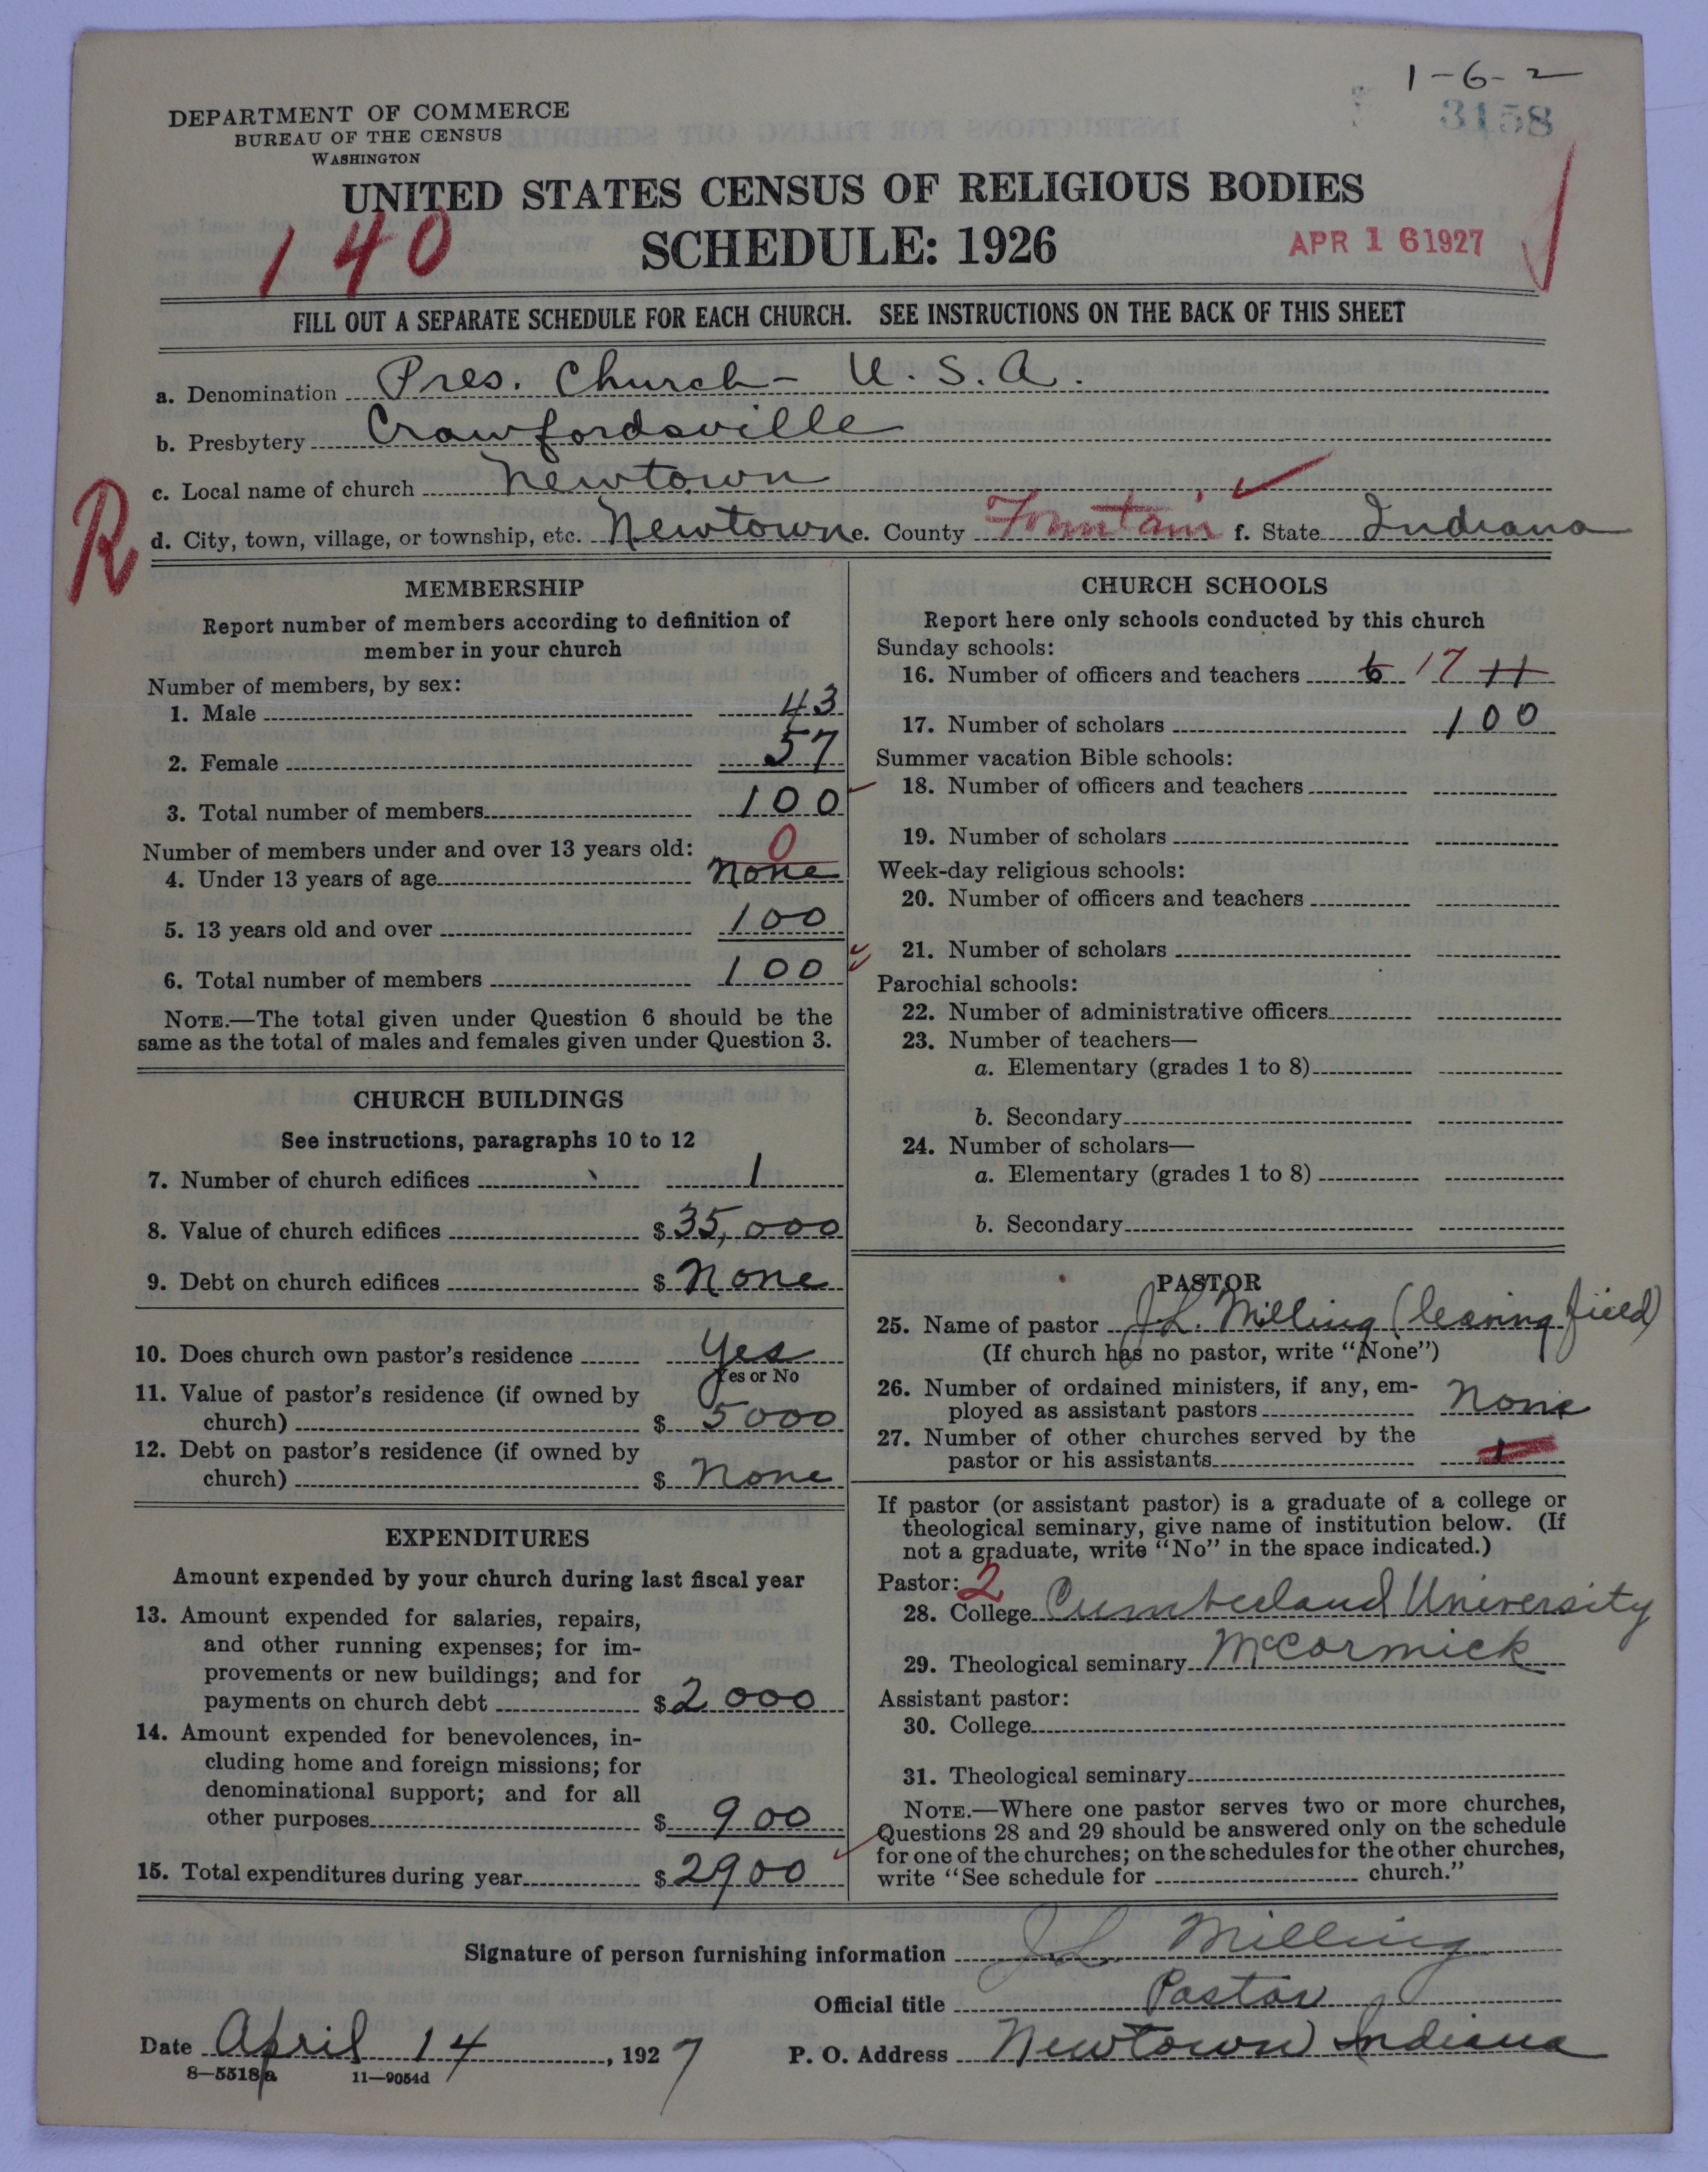 1-6-2
3158
DEPARTMENT OF COMMERCE
BUREAU OF THE CENSUS
WASHINGTON
UNITED STATES CENSUS OF RELIGIOUS BODIES
140
SCHEDULE: 1926
APR 16 1927
FILL OUT A SEPARATE SCHEDULE FOR EACH CHURCH. SEE INSTRUCTIONS ON THE BACK OF THIS SHEET
a. Denomination Pres. Church - U.S.A.
b. Presbytery Crawfordsville
c. Local name of church Newtown
R
d. City, town, village, or township, etc. Newtown e. County Fountain f. State Indiana
MEMBERSHIP
Report number of members according to definition of
member in your church
Number of members, by sex:
1. Male 43
2. Female 57
3. Total number of members 100
Number of members under and over 13 years old: 0
4. Under 13 years of age none
5. 13 years old and over 100
6. Total number of members 100
NOTE.—The total given under Question 6 should be the
same as the total of males and females given under Question 3.
CHURCH BUILDINGS
See instructions, paragraphs 10 to 12
7. Number of church edifices 1
8. Value of church edifices $ 35,000
9. Debt on church edifices $ None
10. Does church own pastor's residence Yes
Yes or No
11. Value of pastor's residence (if owned by
church) $ 5000
12. Debt on pastor's residence (if owned by
church) $ None
EXPENDITURES
Amount expended by your church during last fiscal year
13. Amount expended for salaries, repairs,
and other running expenses; for im-
provements or new buildings; and for
payments on church debt $ 2000
14. Amount expended for benevolences, in-
cluding home and foreign missions; for
denominational support; and for all
other purposes $ 900
15. Total expenditures during year $ 2900
CHURCH SCHOOLS
Report here only schools conducted by this church
Sunday schools:
16. Number of officers and teachers 6 17 11
17. Number of scholars 100
Summer vacation Bible schools:
18. Number of officers and teachers
19. Number of scholars
Week-day religious schools:
20. Number of officers and teachers
21. Number of scholars
Parochial schools:
22. Number of administrative officers
23. Number of teachers—
a. Elementary (grades 1 to 8)
b. Secondary
24. Number of scholars—
a. Elementary (grades 1 to 8)
b. Secondary
PASTOR
25. Name of pastor J.L. Milling (leaving field)
(If church has no pastor, write "None")
26. Number of ordained ministers, if any, em-
ployed as assistant pastors None
27. Number of other churches served by the
pastor or his assistants
If pastor (or assistant pastor) is a graduate of a college or
theological seminary, give name of institution below. (If
not a graduate, write "No" in the space indicated.)
Pastor: 2
28. College Cumberland University
29. Theological seminary McCormick
Assistant pastor:
30. College
31. Theological seminary
NOTE.—Where one pastor serves two or more churches,
Questions 28 and 29 should be answered only on the schedule
for one of the churches; on the schedules for the other churches,
write "See schedule for church."
Signature of person furnishing information J L Milling
Official title Pastor
Date April 14, 1927 P. O. Address Newtown Indiana
8—5518a 11—9054d